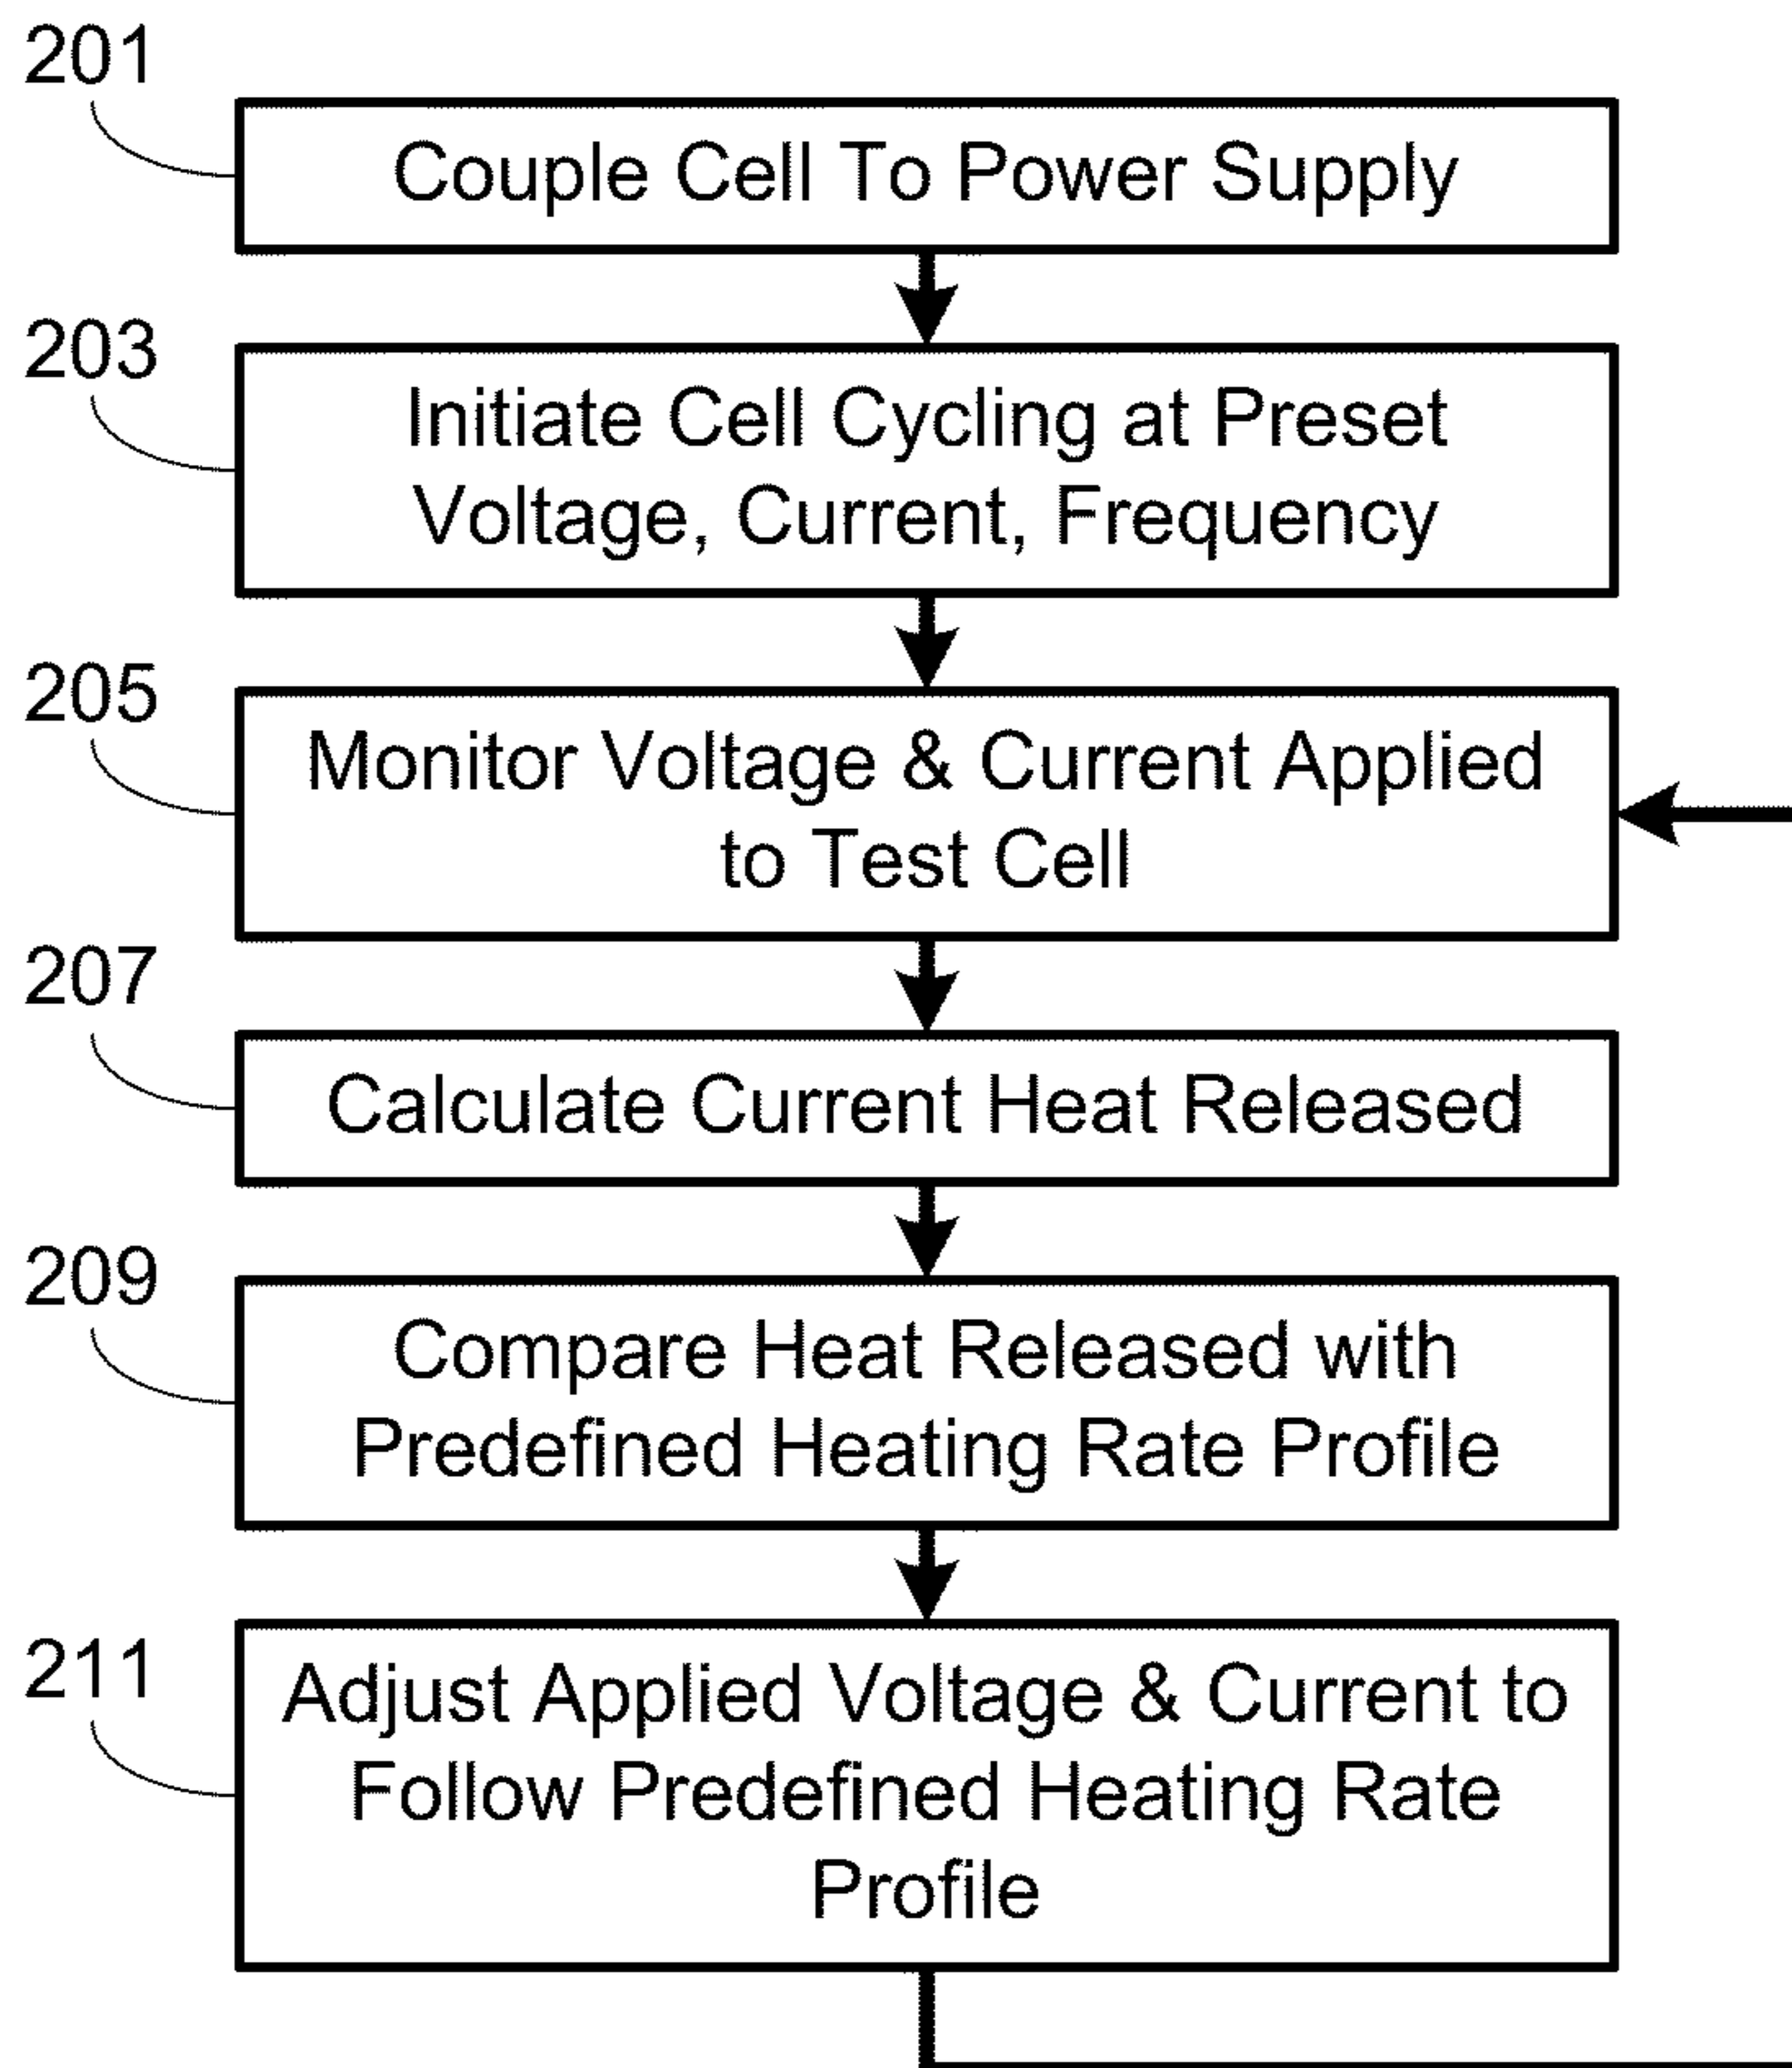 201
Couple Cell To Power Supply
203
Initiate Cell Cycling at Preset
Voltage, Current, Frequency
205
Monitor Voltage & Current Applied
to Test Cell
207
Calculate Current Heat Released
209
Compare Heat Released with
Predefined Heating Rate Profile
211
Adjust Applied Voltage & Current to
Follow Predefined Heating Rate
Profile